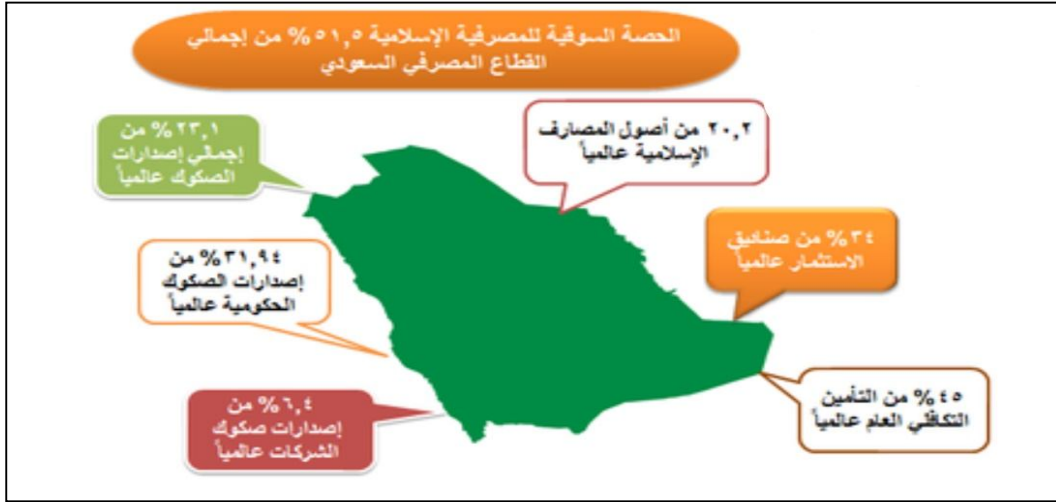 الحصة السوقية للمصرفية الإسلامية ٥١,٥% من إجمالي
القطاع المصرفي السعودي
٢٠,٢ من أصول المصارف
الإسلامية عالمياً
٢٣,١% من
إجمالي إصدارات
الصكوك عالمياً
٣٤% من صناديق
الاستثمار عالمياً
٣١,٩٤% من
إصدارات الصكوك
الحكومية عالمياً
٤٥% من التأمين
التكافلي العام عالمياً
٦,٤% من
إصدارات صكوك
الشركات عالمياً